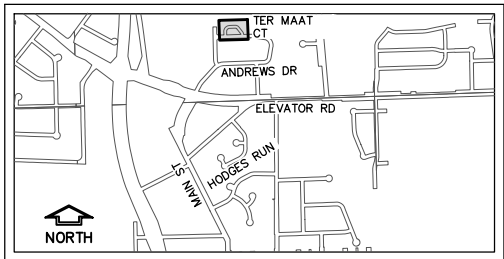 TER MAAT
CT
ANDREWS DR
ELEVATOR RD
HODGES RUN
MAIN ST
NORTH